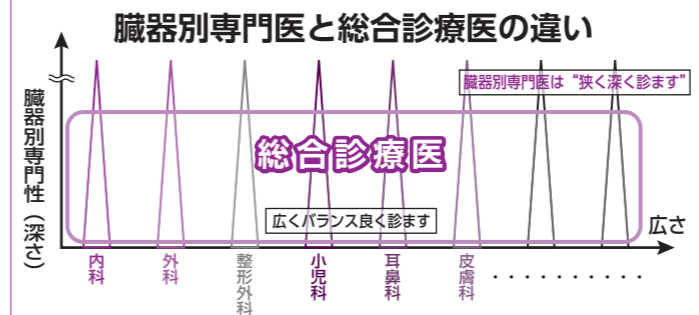 臓器別専門医と総合診療医の違い
臓器別専門医は“狭く深く診ます”
臓器別専門性（深さ）
総合診療医
広くバランス良く診ます
広さ
内科
外科
整形外科
小児科
耳鼻科
皮膚科
・・・・・・・・・・